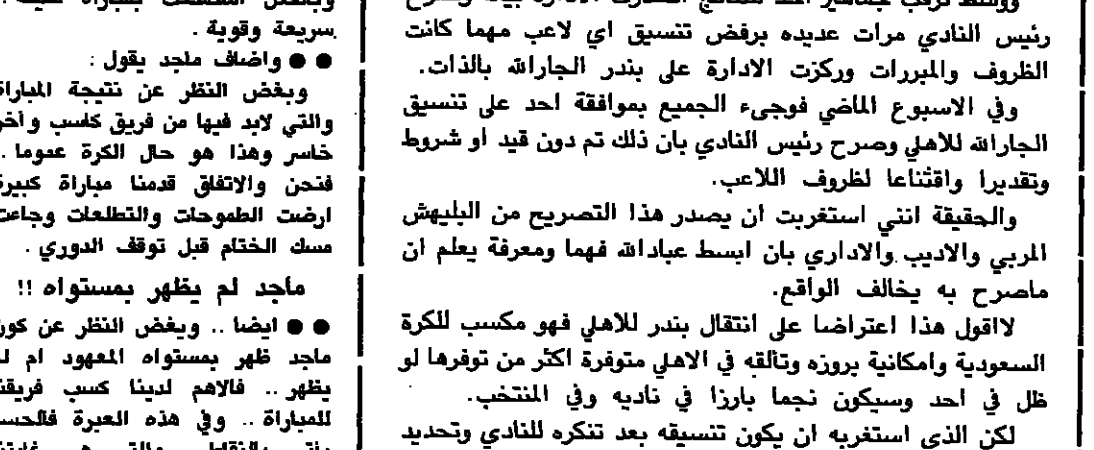 رئيس النادي مرات عديده برفض تنسيق اي لاعب مهما كانت
الظروف والمبررات وركزت الادارة على بندر الجارالله بالذات.
وفي الاسبوع الماضي فوجىء الجميع بموافقة احد على تنسيق
الجارالله للاهلي وصرح رئيس النادي بان ذلك تم دون قيد أو شروط
وتقديرا واقتناعا لظروف اللاعب.
والحقيقة انني استغربت ان يصدر هذا التصريح من البليهش
المربي والاديب والاداري بان ابسط عبادالله فهما ومعرفة يعلم ان
ماصرح به يخالف الواقع.
لااقول هذا اعتراضا على انتقال بندر للاهلي فهو مكسب للكرة
السعودية وامكانية بروزه وتألقه في الاهلي متوفرة اكثر من توفرها لو
ظل في احد وسيكون نجما بارزا في ناديه وفي المنتخب.
لكن الذي استغربه ان يكون تنسيقه بعد تنكره للنادي وتحديد
سريعة وقوية .
●● واضاف ماجد يقول :
وبغض النظر عن نتيجة المباراة
والتي لابد فيها من فريق كاسب وأخر
خاسر وهذا هو حال الكرة عموما .
فنحن والاتفاق قدمنا مباراة كبيرة
ارضت الطموحات والتطلعات وجاءت
مسك الختام قبل توقف الدوري .
ماجد لم يظهر بمستواه !!
●● ايضا .. وبغض النظر عن كون
ماجد ظهر بمستواه المعهود ام لم
يظهر .. فالاهم لدينا كسب فريقنا
للمباراة .. وفي هذه العبرة فالحسم